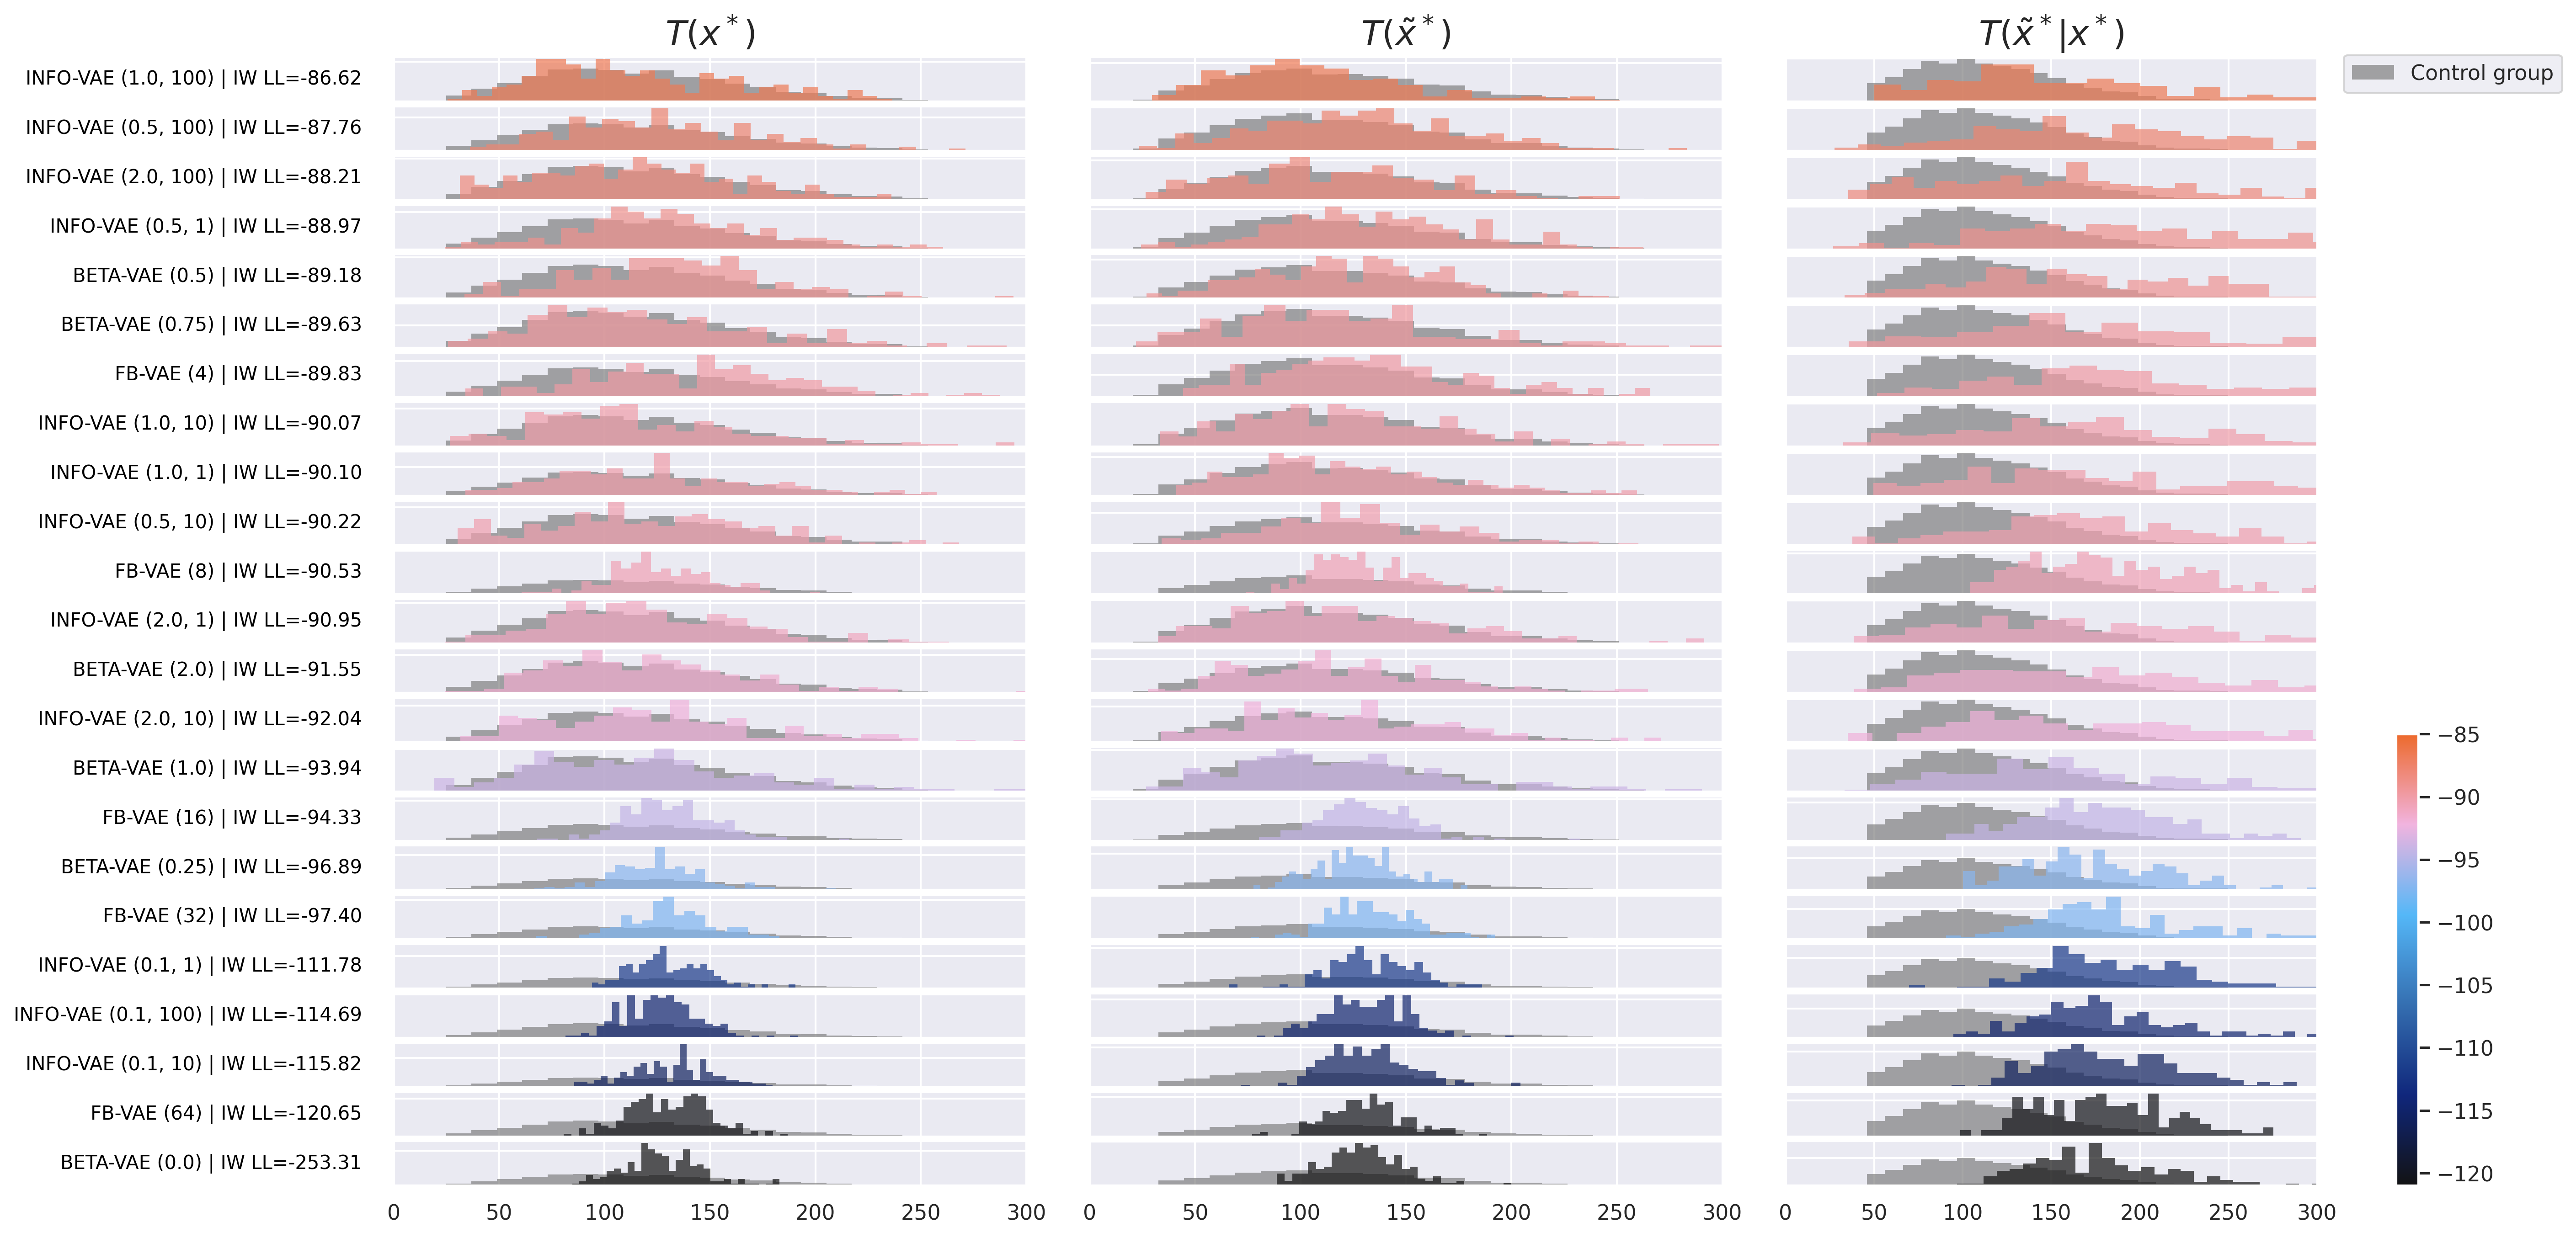 T(x*) T(x̃*) T(x̃*|x*)
Control group
INFO-VAE (1.0, 100) | IW LL=-86.62
INFO-VAE (0.5, 100) | IW LL=-87.76
INFO-VAE (2.0, 100) | IW LL=-88.21
INFO-VAE (0.5, 1) | IW LL=-88.97
BETA-VAE (0.5) | IW LL=-89.18
BETA-VAE (0.75) | IW LL=-89.63
FB-VAE (4) | IW LL=-89.83
INFO-VAE (1.0, 10) | IW LL=-90.07
INFO-VAE (1.0, 1) | IW LL=-90.10
INFO-VAE (0.5, 10) | IW LL=-90.22
FB-VAE (8) | IW LL=-90.53
INFO-VAE (2.0, 1) | IW LL=-90.95
BETA-VAE (2.0) | IW LL=-91.55
INFO-VAE (2.0, 10) | IW LL=-92.04
BETA-VAE (1.0) | IW LL=-93.94
FB-VAE (16) | IW LL=-94.33
BETA-VAE (0.25) | IW LL=-96.89
FB-VAE (32) | IW LL=-97.40
INFO-VAE (0.1, 1) | IW LL=-111.78
INFO-VAE (0.1, 100) | IW LL=-114.69
INFO-VAE (0.1, 10) | IW LL=-115.82
FB-VAE (64) | IW LL=-120.65
BETA-VAE (0.0) | IW LL=-253.31
0 50 100 150 200 250 300
0 50 100 150 200 250 300
0 50 100 150 200 250 300
−85
−90
−95
−100
−105
−110
−115
−120